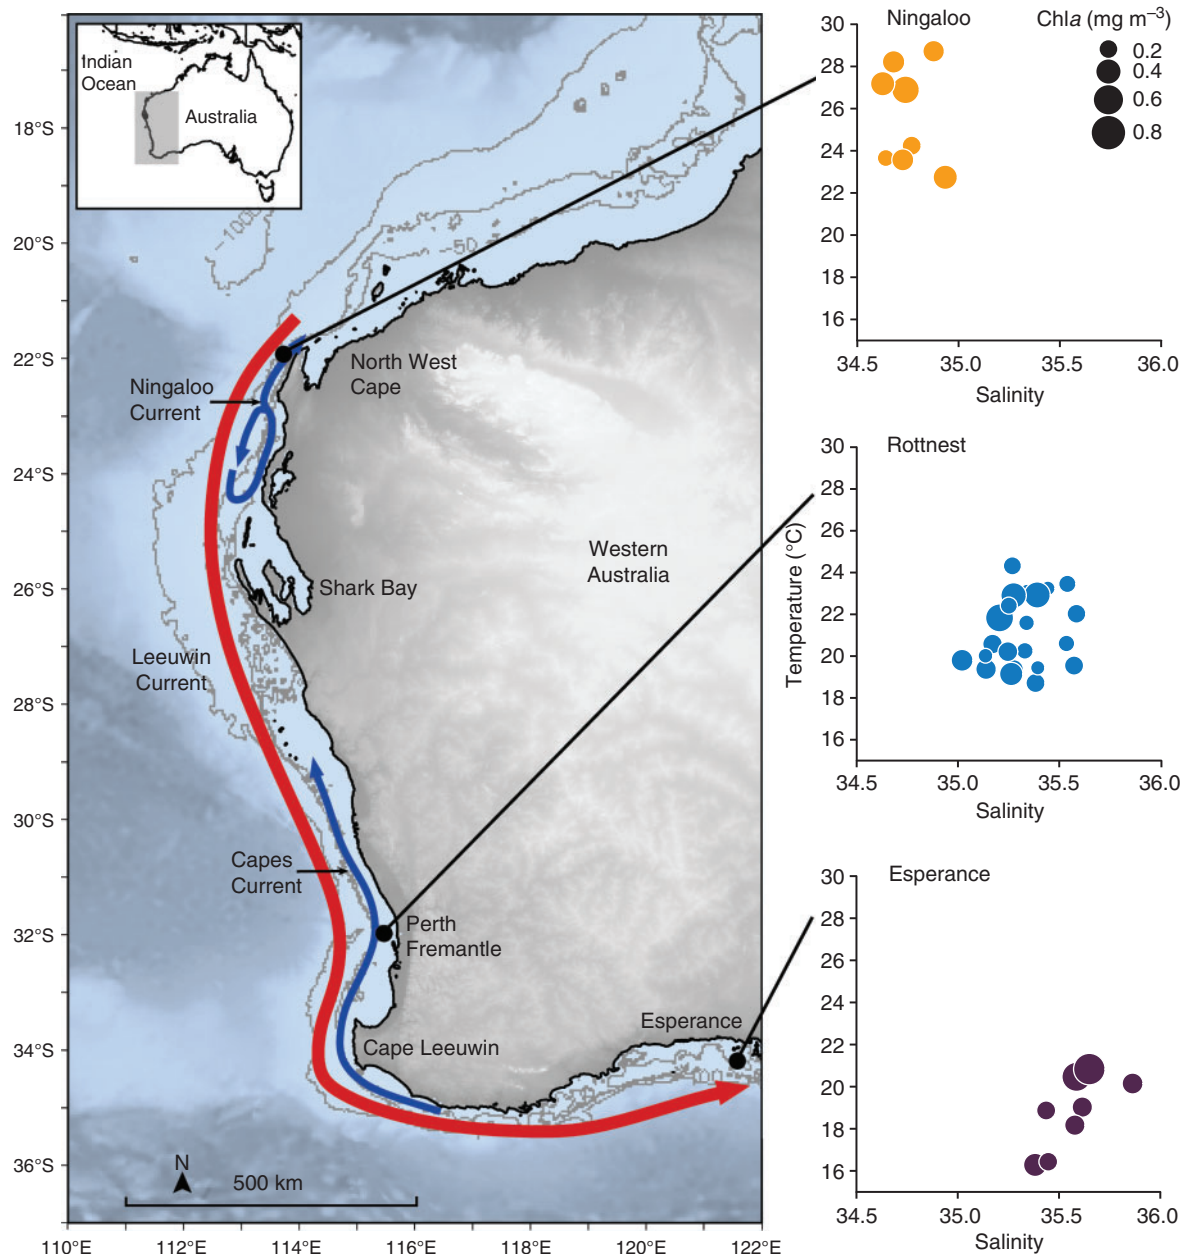 Indian
Ocean
Australia
–1000
–50
18°S
20°S
22°S
24°S
26°S
28°S
30°S
32°S
34°S
36°S
North West
Cape
Ningaloo
Current
Western
Australia
Shark Bay
Leeuwin
Current
Capes
Current
Perth
Fremantle
Esperance
Cape Leeuwin
N
500 km
110°E
112°E
114°E
116°E
118°E
120°E
122°E
Ningaloo
Chla (mg m–3)
0.2
0.4
0.6
0.8
30
28
26
24
22
20
18
16
34.5
35.0
35.5
36.0
Salinity
Rottnest
30
28
26
24
22
20
18
16
Temperature (°C)
34.5
35.0
35.5
36.0
Salinity
Esperance
30
28
26
24
22
20
18
16
34.5
35.0
35.5
36.0
Salinity